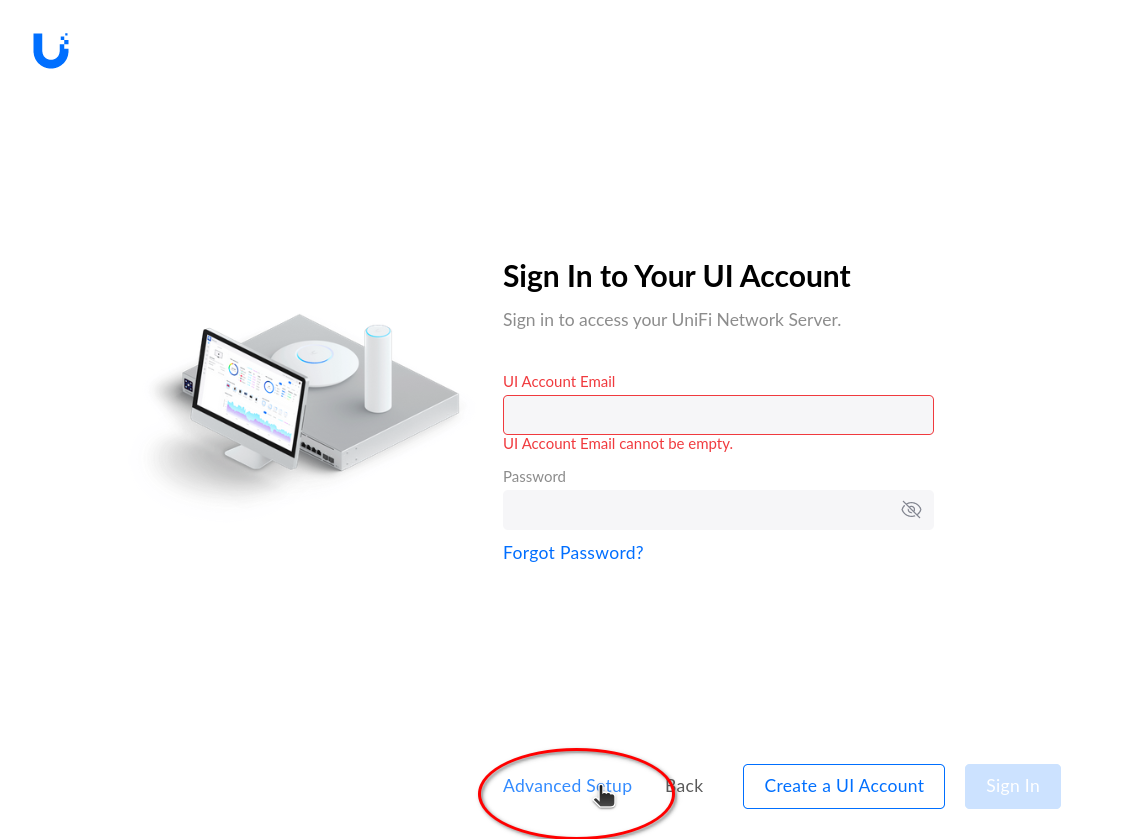 Sign In to Your UI Account
Sign in to access your UniFi Network Server.
UI Account Email
UI Account Email cannot be empty.
Password
Forgot Password?
Advanced Setup Back Create a UI Account Sign In